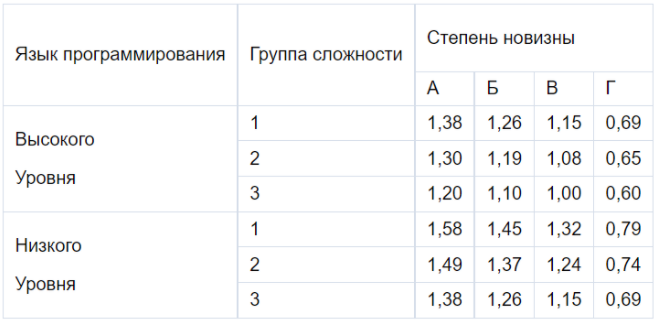 Язык программирования Группа сложности Степень новизны
А Б В Г
Высокого
Уровня
1 1,38 1,26 1,15 0,69
2 1,30 1,19 1,08 0,65
3 1,20 1,10 1,00 0,60
Низкого
Уровня
1 1,58 1,45 1,32 0,79
2 1,49 1,37 1,24 0,74
3 1,38 1,26 1,15 0,69